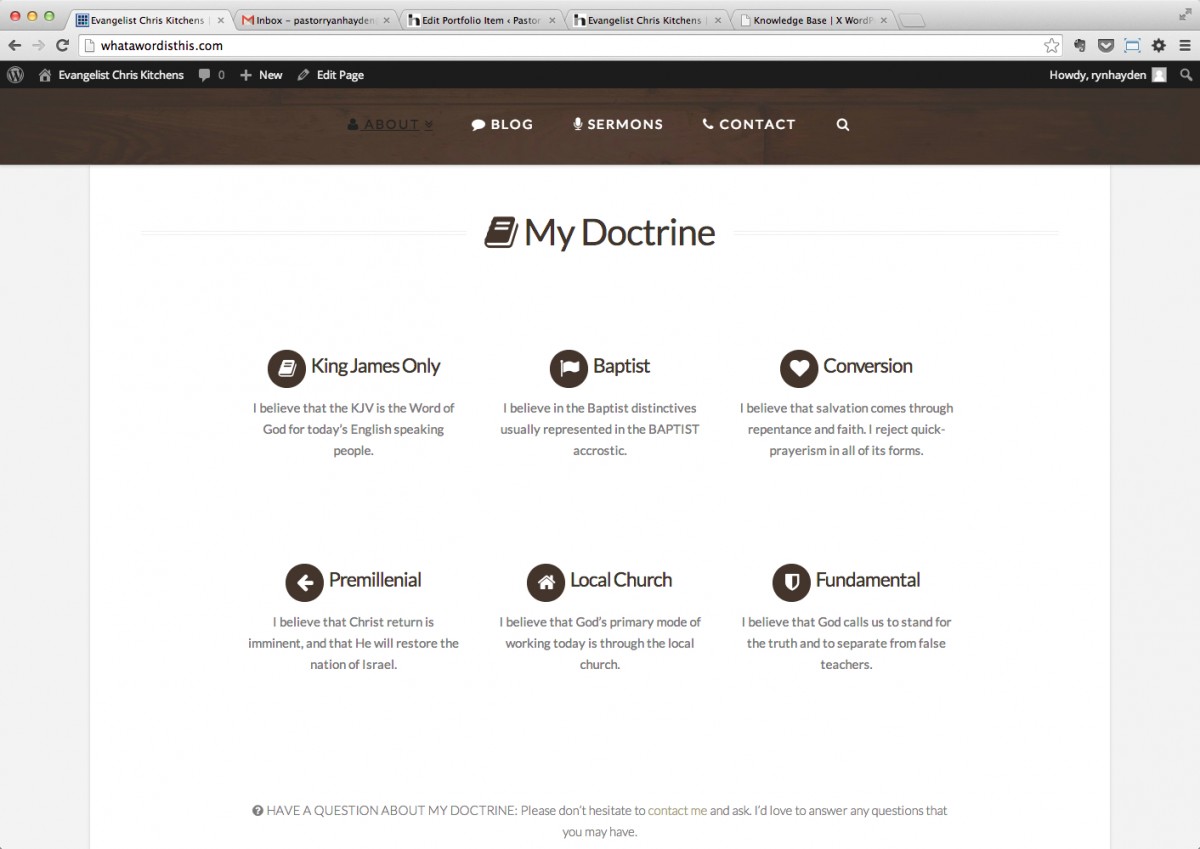 Evangelist Chris Kitchens
Inbox – pastorryanhayden
Edit Portfolio Item ‹ Pastor
Evangelist Chris Kitchens
Knowledge Base | X WordP
whatawordisthis.com
Evangelist Chris Kitchens 0 New Edit Page Howdy, rynhayden
ABOUT BLOG SERMONS CONTACT
My Doctrine
King James Only
I believe that the KJV is the Word of
God for today's English speaking
people.
Baptist
I believe in the Baptist distinctives
usually represented in the BAPTIST
accrostic.
Conversion
I believe that salvation comes through
repentance and faith. I reject quick-
prayerism in all of its forms.
Premillenial
I believe that Christ return is
imminent, and that He will restore the
nation of Israel.
Local Church
I believe that God's primary mode of
working today is through the local
church.
Fundamental
I believe that God calls us to stand for
the truth and to separate from false
teachers.
HAVE A QUESTION ABOUT MY DOCTRINE: Please don't hesitate to contact me and ask. I'd love to answer any questions that
you may have.